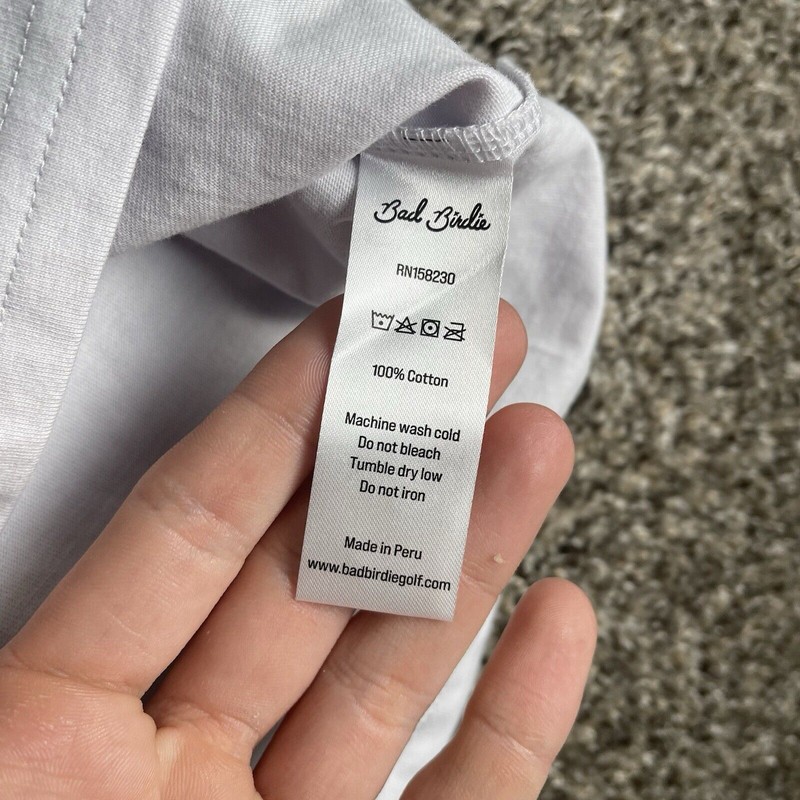 Bad Birdie
RN158230
100% Cotton
Machine wash cold
Do not bleach
Tumble dry low
Do not iron
Made in Peru
www.badbirdiegolf.com